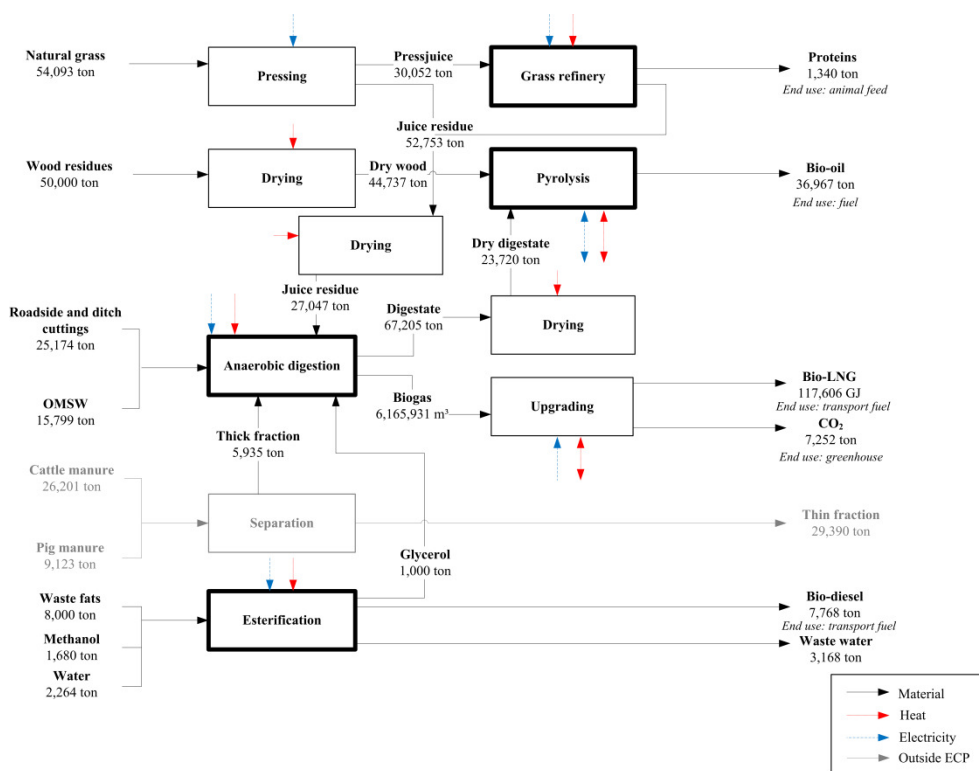 Natural grass
54,093 ton
Pressing
Pressjuice
30,052 ton
Grass refinery
Proteins
1,340 ton
End use: animal feed
Juice residue
52,753 ton
Wood residues
50,000 ton
Drying
Dry wood
44,737 ton
Pyrolysis
Bio-oil
36,967 ton
End use: fuel
Drying
Dry digestate
23,720 ton
Juice residue
27,047 ton
Roadside and ditch
cuttings
25,174 ton
Digestate
67,205 ton
Drying
Anaerobic digestion
OMSW
15,799 ton
Biogas
6,165,931 m³
Upgrading
Bio-LNG
117,606 GJ
End use: transport fuel
CO₂
7,252 ton
End use: greenhouse
Thick fraction
5,935 ton
Cattle manure
26,201 ton
Separation
Thin fraction
29,390 ton
Pig manure
9,123 ton
Glycerol
1,000 ton
Waste fats
8,000 ton
Esterification
Bio-diesel
7,768 ton
End use: transport fuel
Methanol
1,680 ton
Waste water
3,168 ton
Water
2,264 ton
Material
Heat
Electricity
Outside ECP